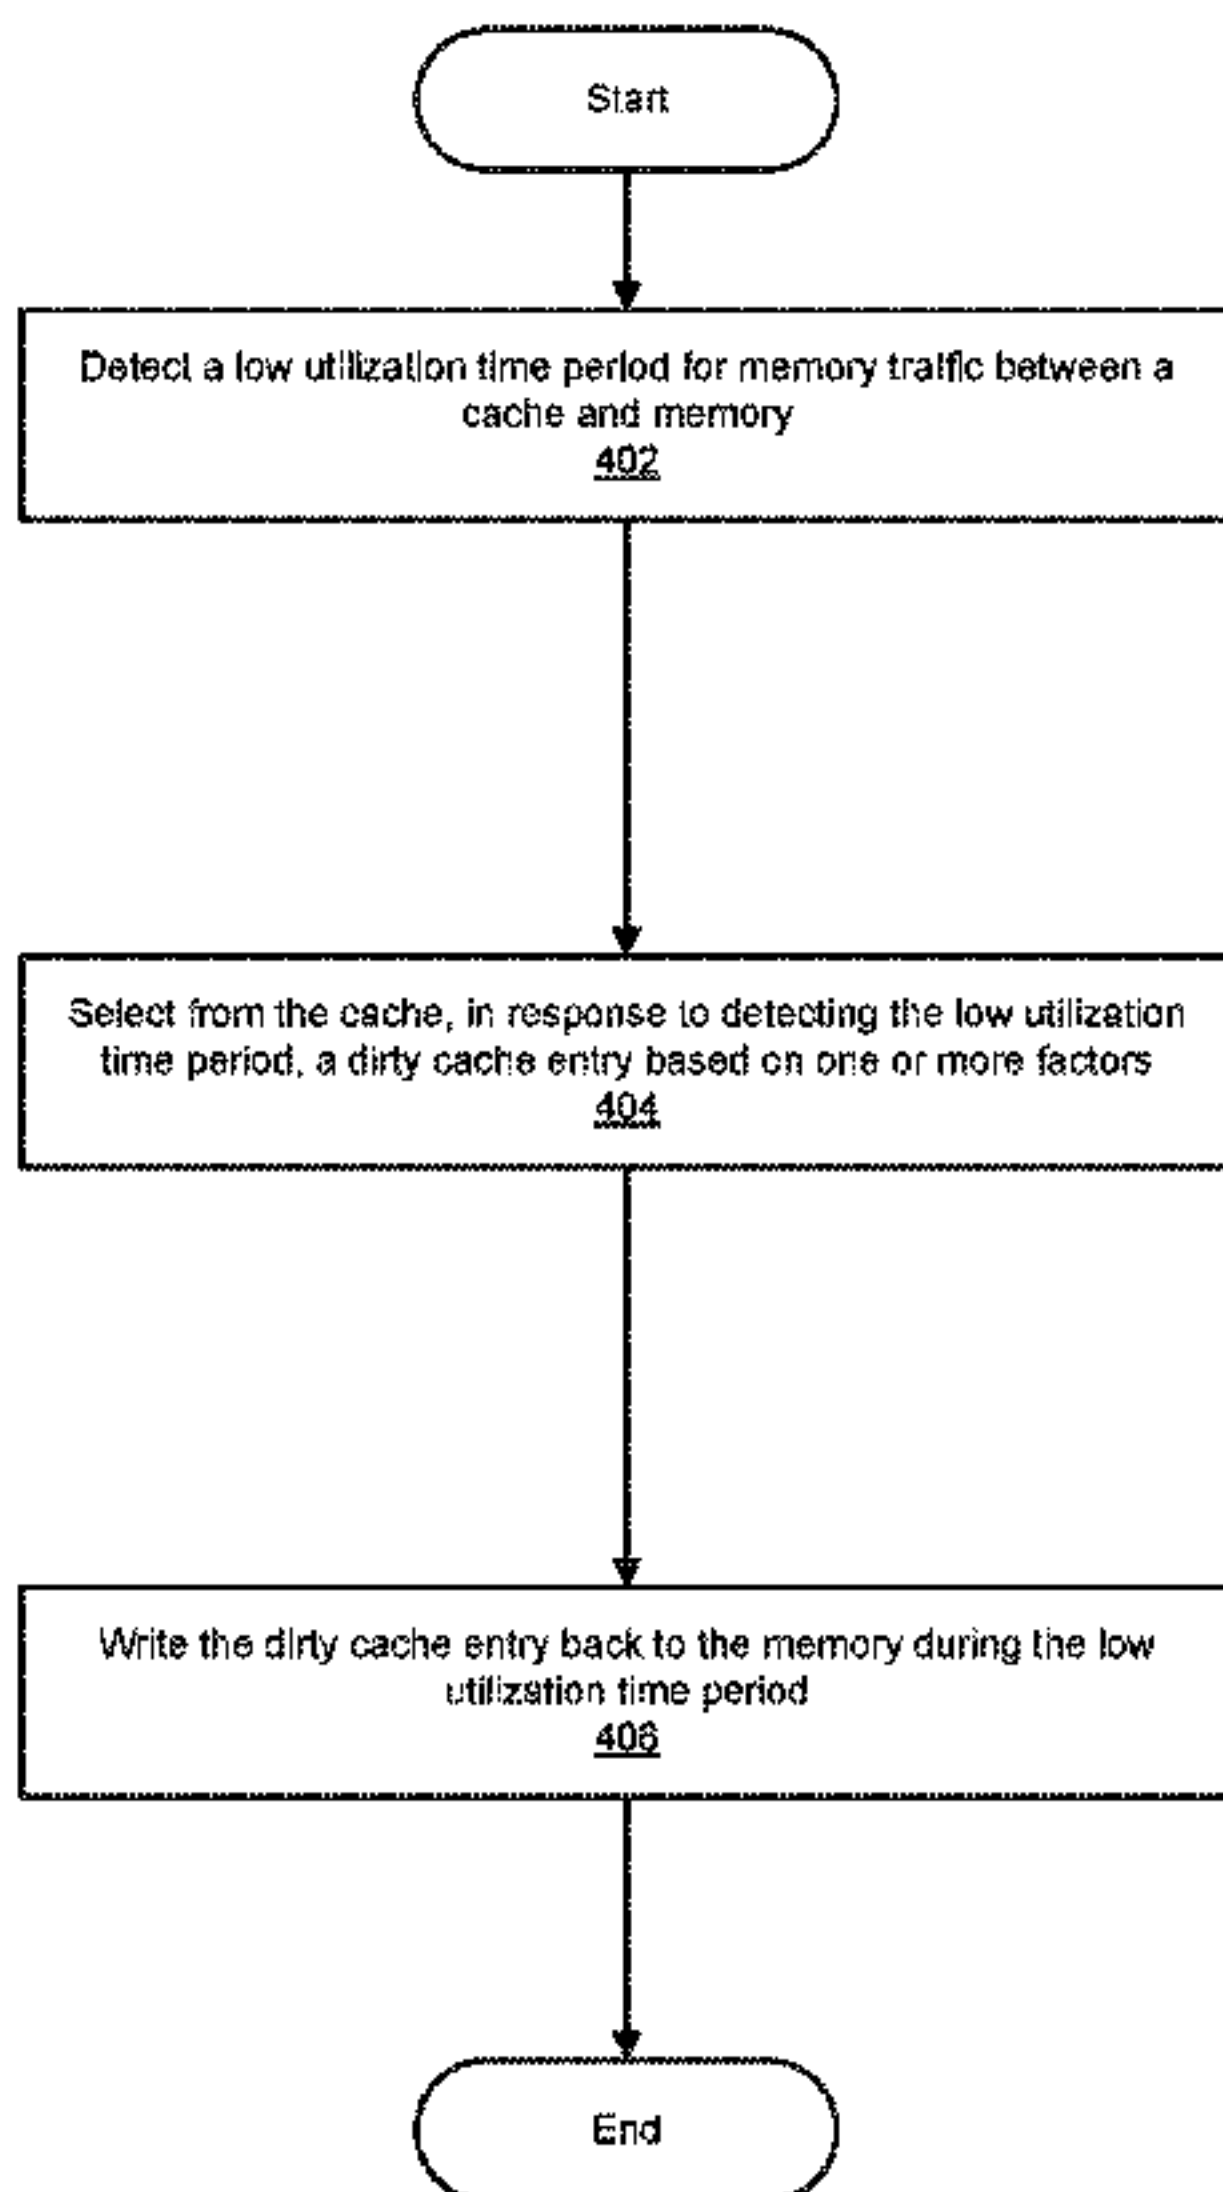 Start
Detect a low utilization time period for memory traffic between a
cache and memory
402
Select from the cache, in response to detecting the low utilization
time period, a dirty cache entry based on one or more factors
404
Write the dirty cache entry back to the memory during the low
utilization time period
406
End